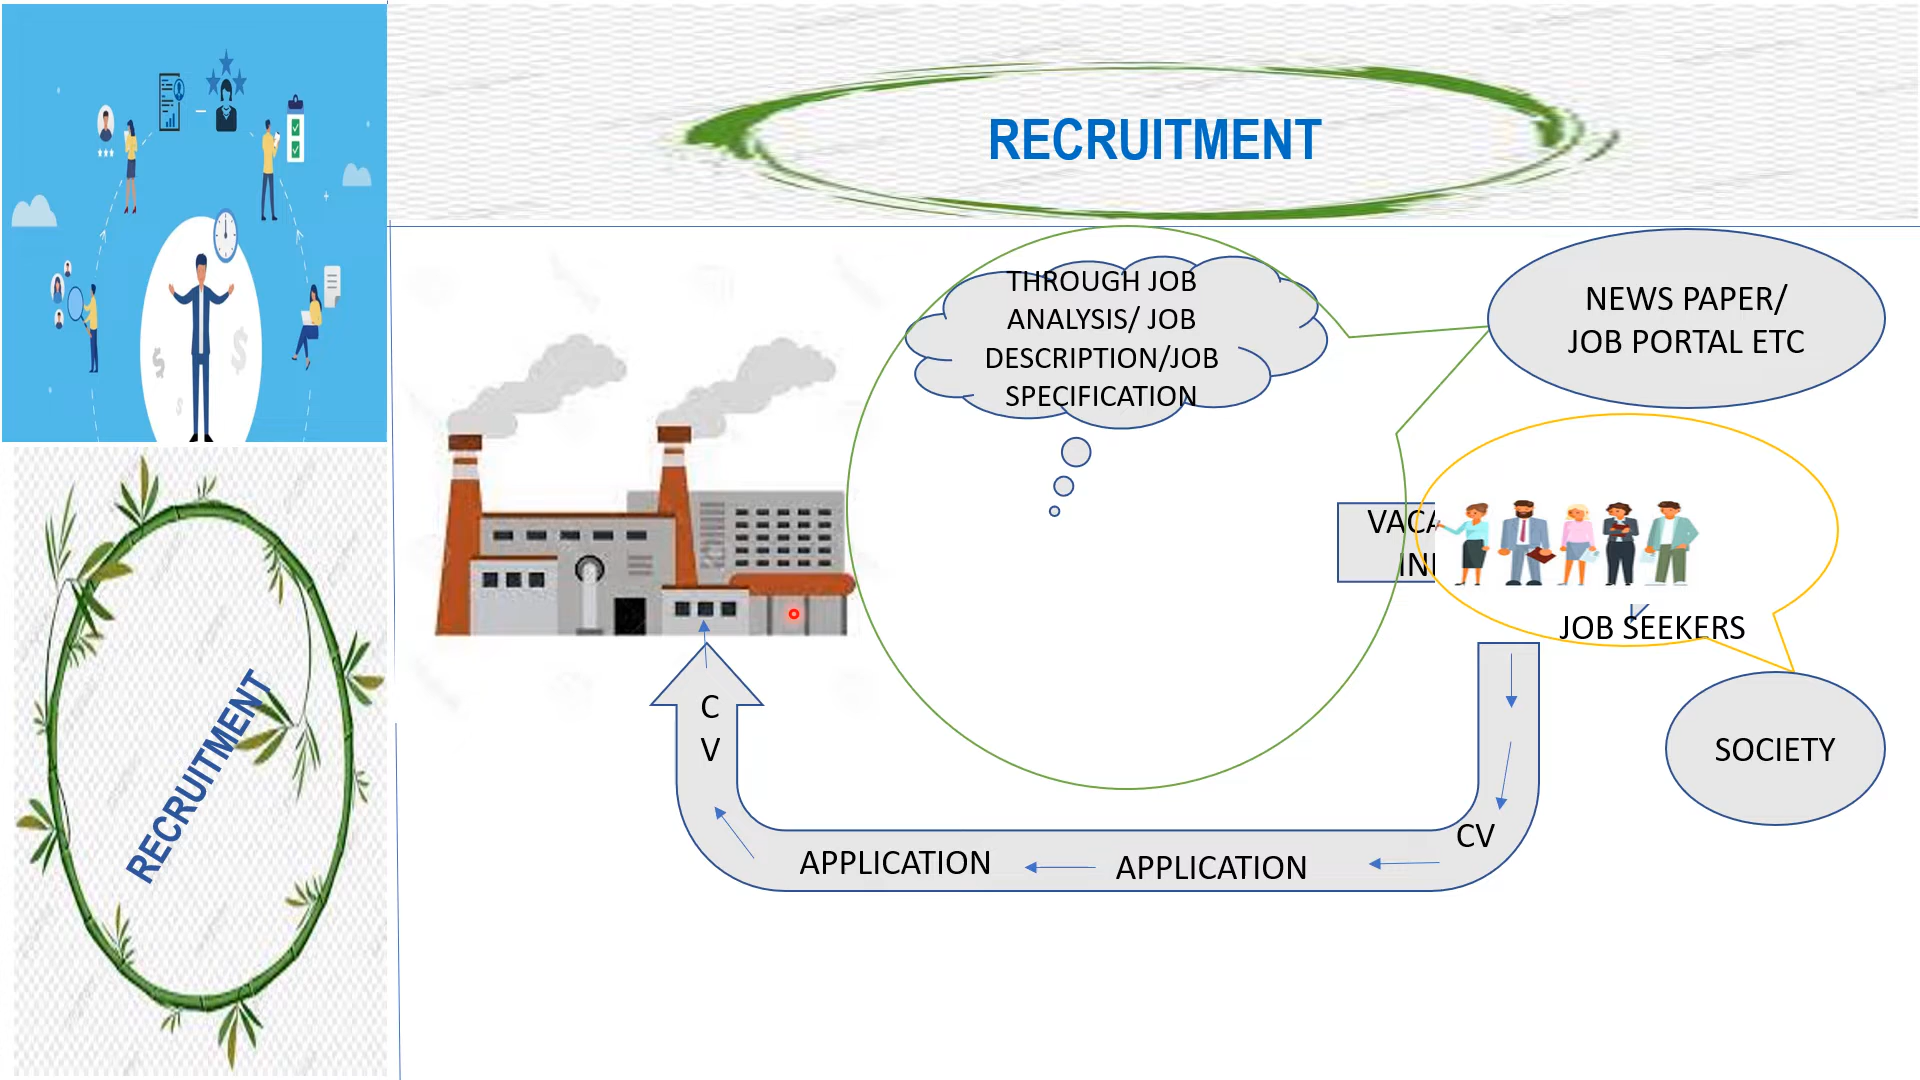 RECRUITMENT
THROUGH JOB
ANALYSIS/ JOB
DESCRIPTION/JOB
SPECIFICATION
NEWS PAPER/
JOB PORTAL ETC
JOB SEEKERS
SOCIETY
C
V
CV
APPLICATION
APPLICATION
RECRUITMENT